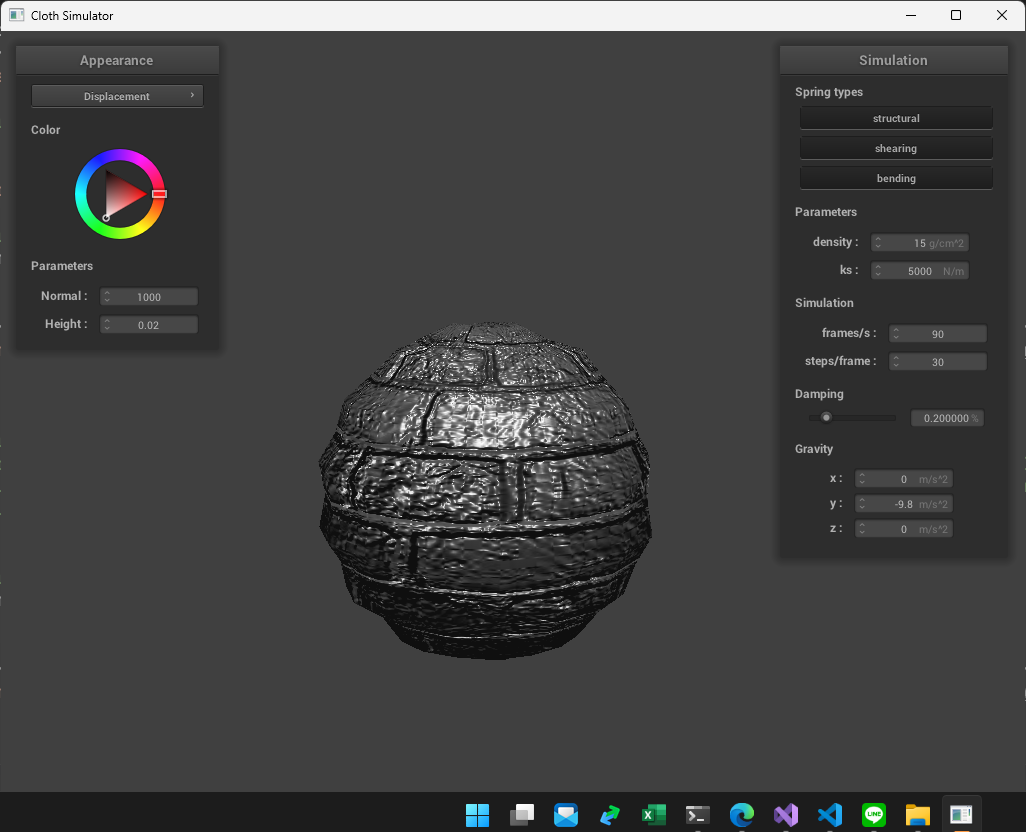 Cloth Simulator
Appearance
Displacement
Color
Parameters
Normal : 1000
Height : 0.02
Simulation
Spring types
structural
shearing
bending
Parameters
density : 15 g/cm^2
ks : 5000 N/m
Simulation
frames/s : 90
steps/frame : 30
Damping
0.200000 %
Gravity
x : 0 m/s^2
y : -9.8 m/s^2
z : 0 m/s^2
LINE